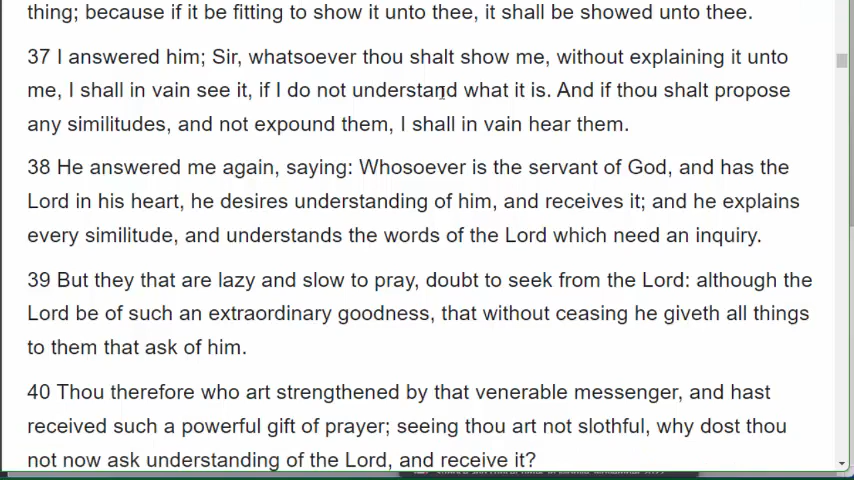 thing; because if it be fitting to show it unto thee, it shall be showed unto thee.
37 I answered him; Sir, whatsoever thou shalt show me, without explaining it unto
me, I shall in vain see it, if I do not understand what it is. And if thou shalt propose
any similitudes, and not expound them, I shall in vain hear them.
38 He answered me again, saying: Whosoever is the servant of God, and has the
Lord in his heart, he desires understanding of him, and receives it; and he explains
every similitude, and understands the words of the Lord which need an inquiry.
39 But they that are lazy and slow to pray, doubt to seek from the Lord: although the
Lord be of such an extraordinary goodness, that without ceasing he giveth all things
to them that ask of him.
40 Thou therefore who art strengthened by that venerable messenger, and hast
received such a powerful gift of prayer; seeing thou art not slothful, why dost thou
not now ask understanding of the Lord, and receive it?